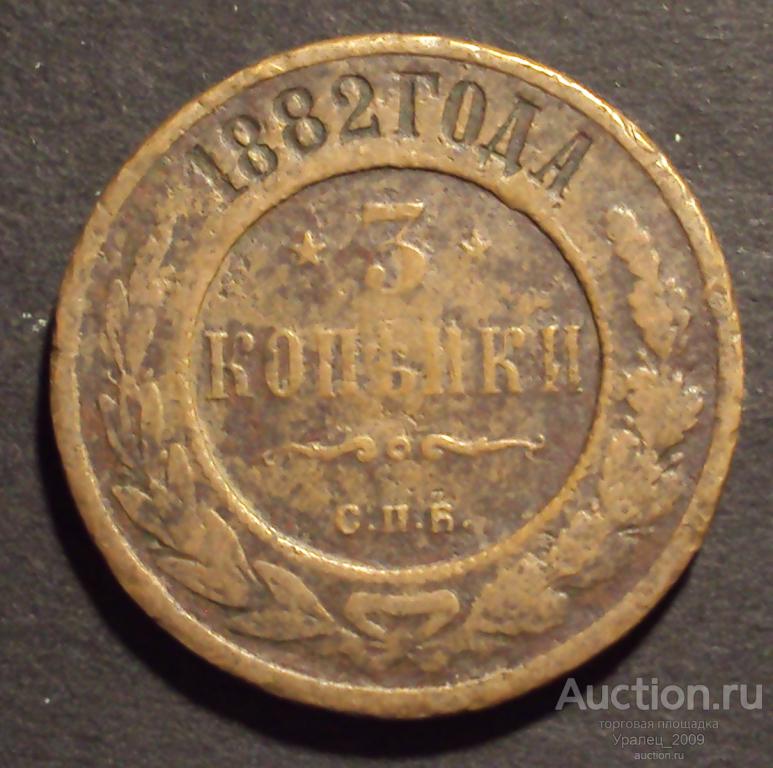 1882 ГОДА
3
КОПѢЙКИ
С.П.Б.
Auction.ru
торговая площадка
Уралец_2009
auction.ru